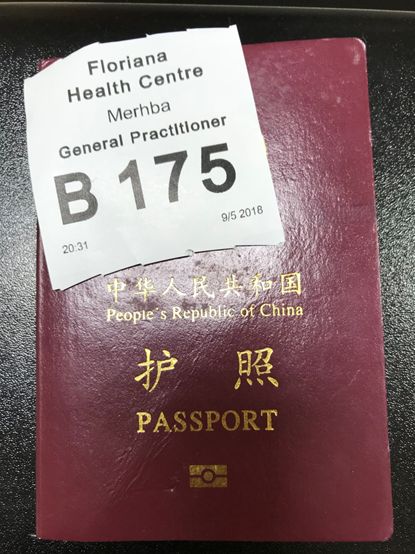 Floriana
Health Centre
Merhba
General Practitioner
B 175
20:31 9/5 2018
中华人民共和国
People's Republic of China
护 照
PASSPORT